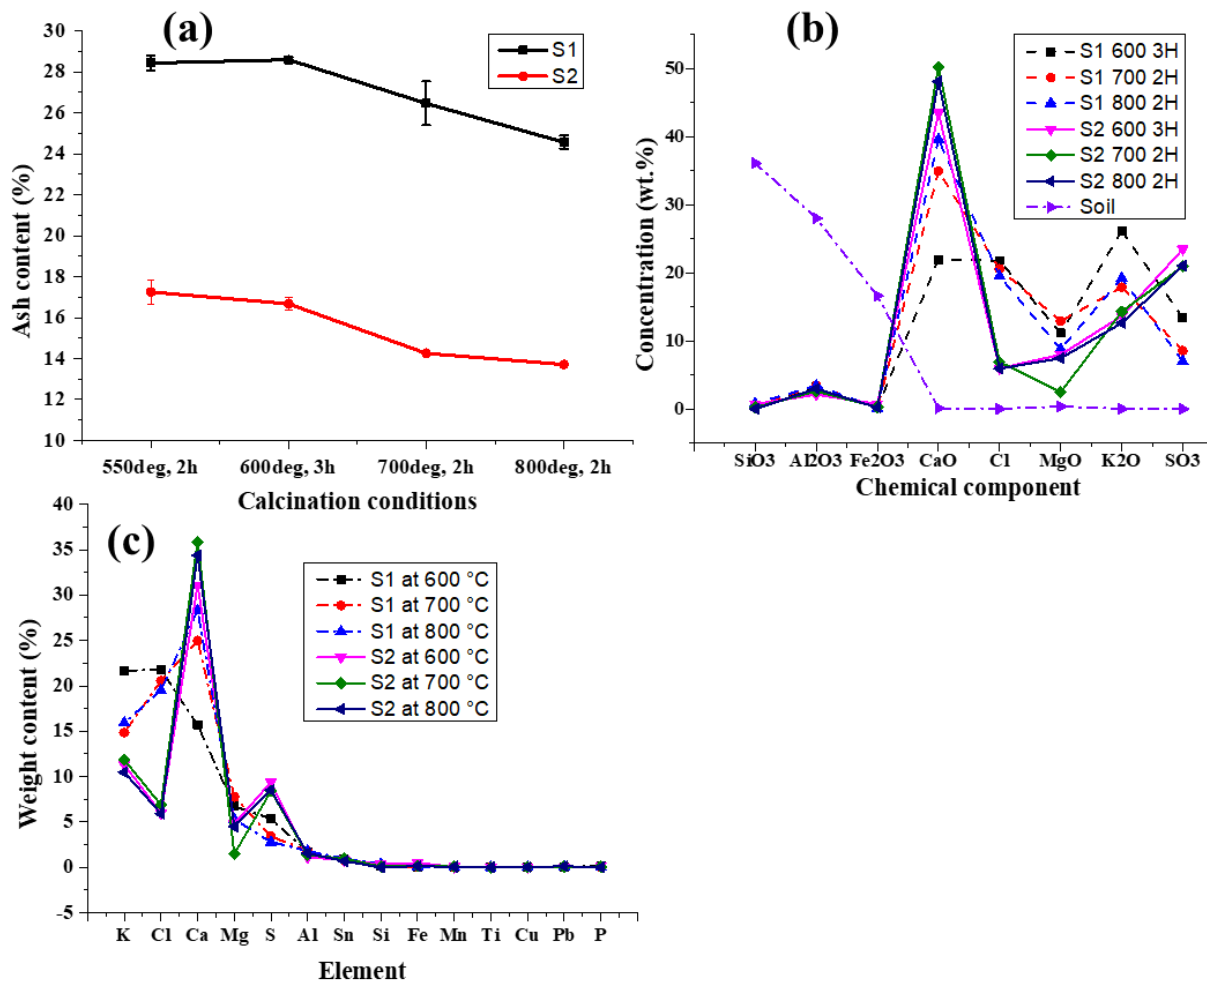 (a)
30
28
26
24
22
20
18
16
14
12
10
Ash content (%)
S1
S2
550deg, 2h
600deg, 3h
700deg, 2h
800deg, 2h
Calcination conditions
(b)
50
40
30
20
10
0
Concentration (wt.%)
S1 600 3H
S1 700 2H
S1 800 2H
S2 600 3H
S2 700 2H
S2 800 2H
Soil
SiO3
Al2O3
Fe2O3
CaO
Cl
MgO
K2O
SO3
Chemical component
(c)
40
35
30
25
20
15
10
5
0
-5
Weight content (%)
S1 at 600 °C
S1 at 700 °C
S1 at 800 °C
S2 at 600 °C
S2 at 700 °C
S2 at 800 °C
K
Cl
Ca
Mg
S
Al
Sn
Si
Fe
Mn
Ti
Cu
Pb
P
Element